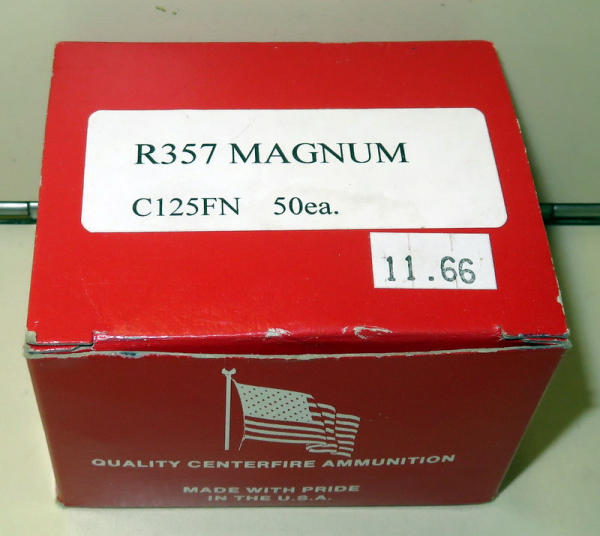 R357 MAGNUM
C125FN 50ea.
11.66
QUALITY CENTERFIRE AMMUNITION
MADE WITH PRIDE
IN THE U.S.A.